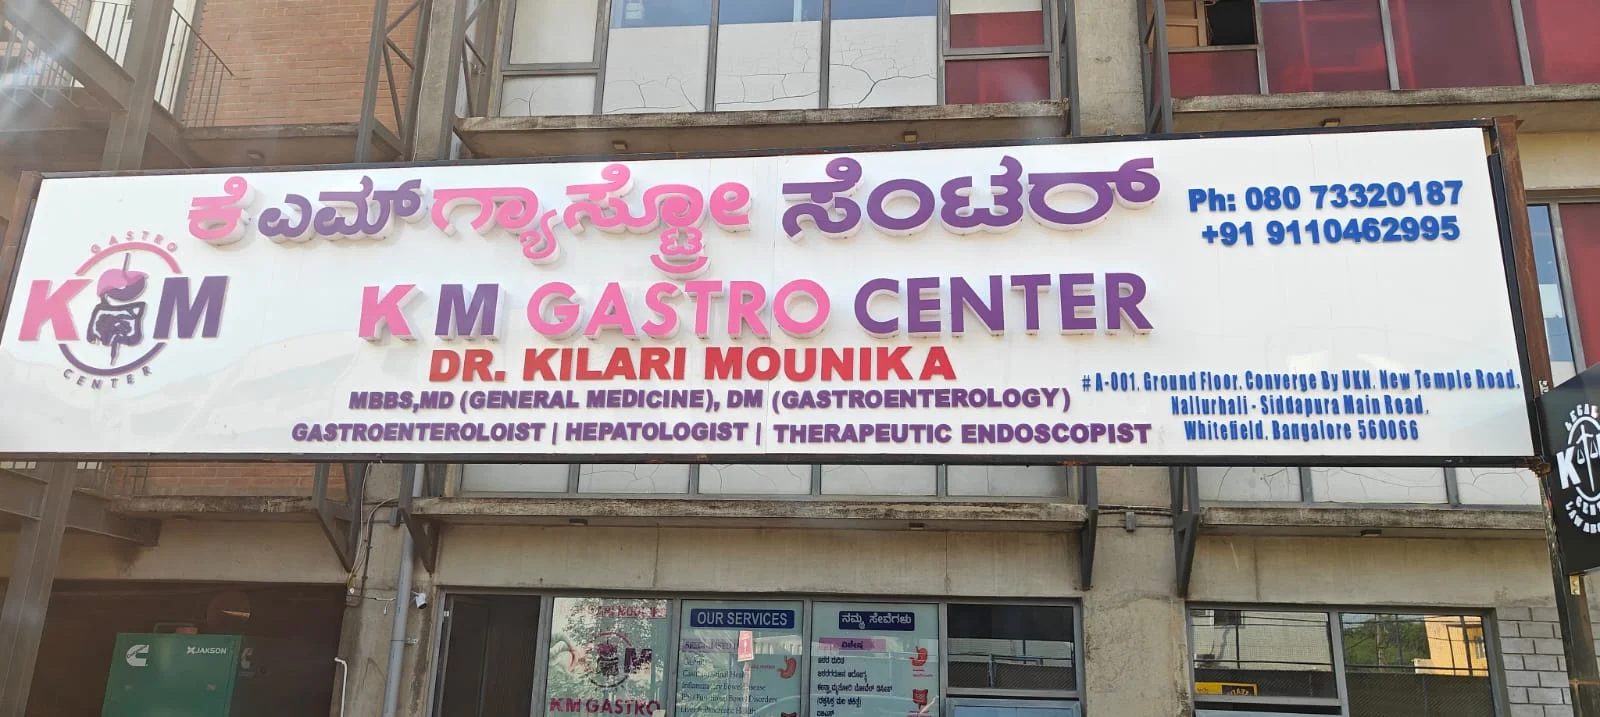 ಕೆ ಎಮ್ ಗ್ಯಾಸ್ಟ್ರೋ ಸೆಂಟರ್
Ph: 080 73320187
+91 9110462995
GASTRO
KM
CENTER
K M GASTRO CENTER
DR. KILARI MOUNIKA
MBBS,MD (GENERAL MEDICINE), DM (GASTROENTEROLOGY)
GASTROENTEROLOIST | HEPATOLOGIST | THERAPEUTIC ENDOSCOPIST
# A-001, Ground Floor, Converge By UKN, New Temple Road,
Nallurhali - Siddapura Main Road,
Whitefield, Bangalore 560066
JAKSON
KM
KM GASTRO
OUR SERVICES
ನಮ್ಮ ಸೇವೆಗಳು